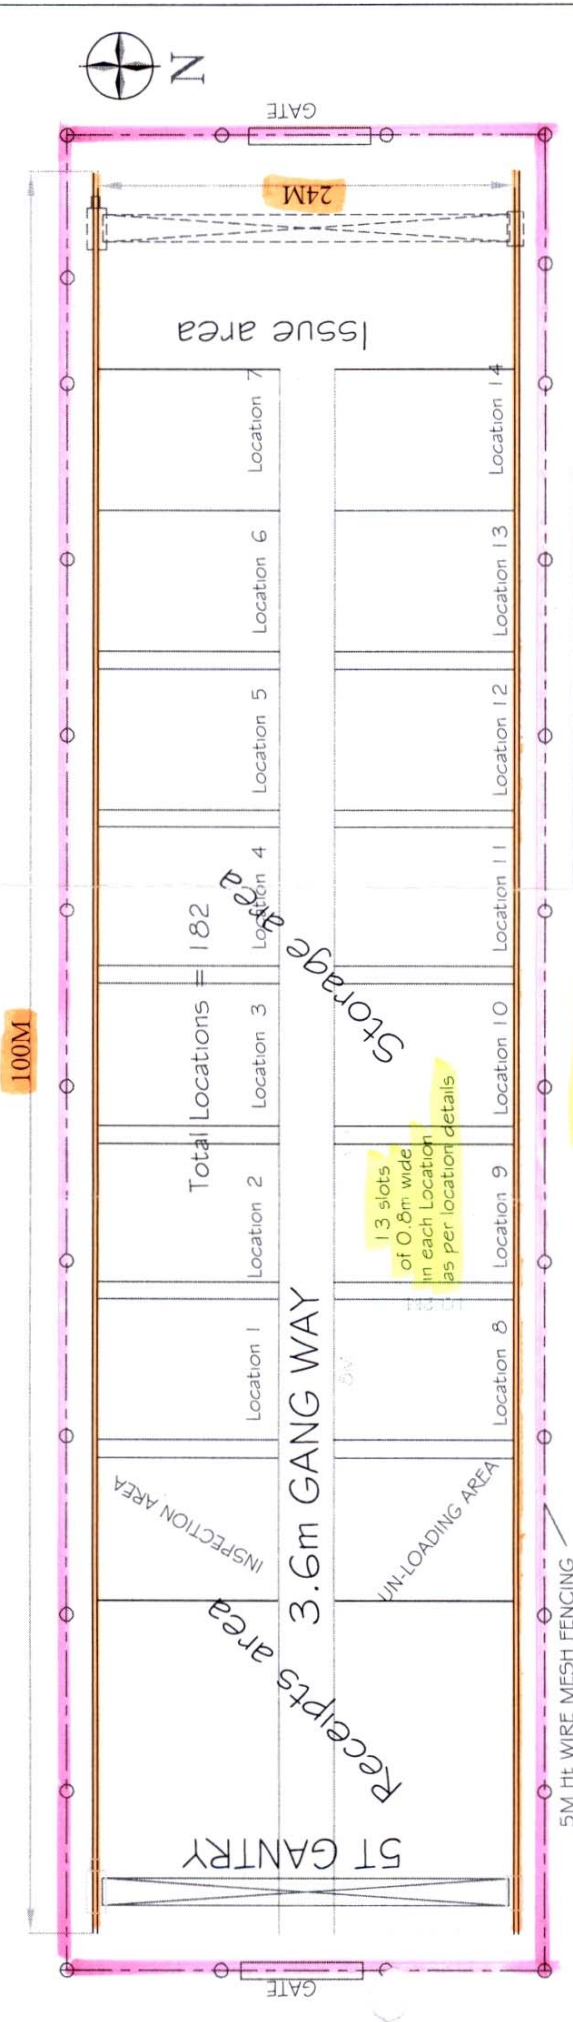 N
GATE
24M
Issue area
Location 7
Location 14
Location 6
Location 13
Location 5
Location 12
Location 4
Location 11
Storage area
Total Locations = 182
100M
Location 3
Location 10
13 slots
of 0.8m wide
in each Location
as per location details
Location 2
Location 9
Location 1
Location 8
3.6m GANG WAY
INSPECTION AREA
UN-LOADING AREA
Receipts area
5T GANTRY
GATE
5M Ht WIRE MESH FENCING